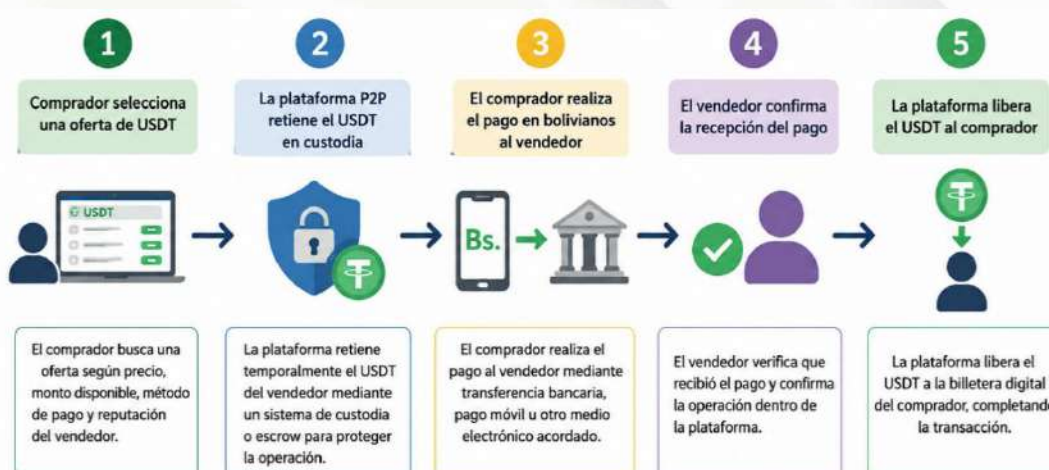 1
Comprador selecciona
una oferta de USDT
2
La plataforma P2P
retiene el USDT
en custodia
3
El comprador realiza
el pago en bolivianos
al vendedor
4
El vendedor confirma
la recepción del pago
5
La plataforma libera
el USDT al comprador
USDT
Bs.
El comprador busca una
oferta según precio,
monto disponible, método
de pago y reputación
del vendedor.
La plataforma retiene
temporalmente el USDT
del vendedor mediante
un sistema de custodia
o escrow para proteger
la operación.
El comprador realiza el
pago al vendedor mediante
transferencia bancaria,
pago móvil u otro medio
electrónico acordado.
El vendedor verifica que
recibió el pago y confirma
la operación dentro de
la plataforma.
La plataforma libera el
USDT a la billetera digital
del comprador, completando
la transacción.